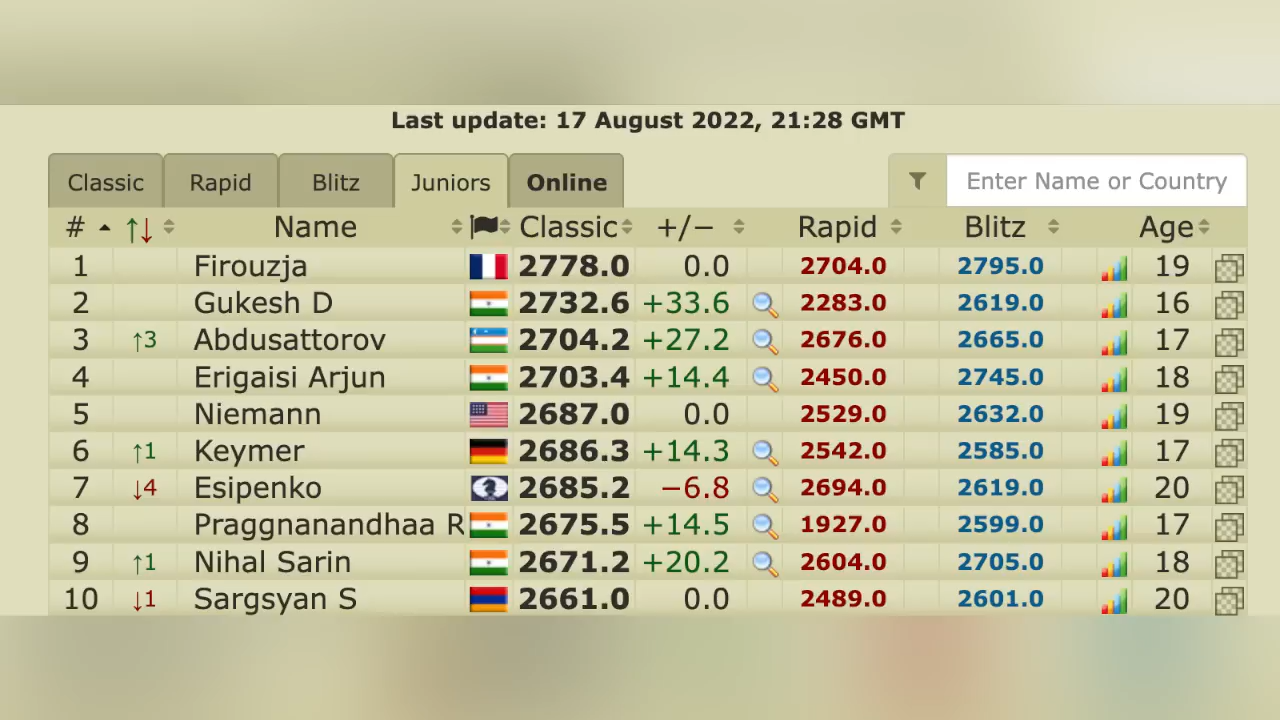 Last update: 17 August 2022, 21:28 GMT
Classic Rapid Blitz Juniors Online Enter Name or Country
# ↑↓ Name Classic +/− Rapid Blitz Age
1 Firouzja 2778.0 0.0 2704.0 2795.0 19
2 Gukesh D 2732.6 +33.6 2283.0 2619.0 16
3 ↑3 Abdusattorov 2704.2 +27.2 2676.0 2665.0 17
4 Erigaisi Arjun 2703.4 +14.4 2450.0 2745.0 18
5 Niemann 2687.0 0.0 2529.0 2632.0 19
6 ↑1 Keymer 2686.3 +14.3 2542.0 2585.0 17
7 ↓4 Esipenko 2685.2 −6.8 2694.0 2619.0 20
8 Praggnanandhaa R 2675.5 +14.5 1927.0 2599.0 17
9 ↑1 Nihal Sarin 2671.2 +20.2 2604.0 2705.0 18
10 ↓1 Sargsyan S 2661.0 0.0 2489.0 2601.0 20